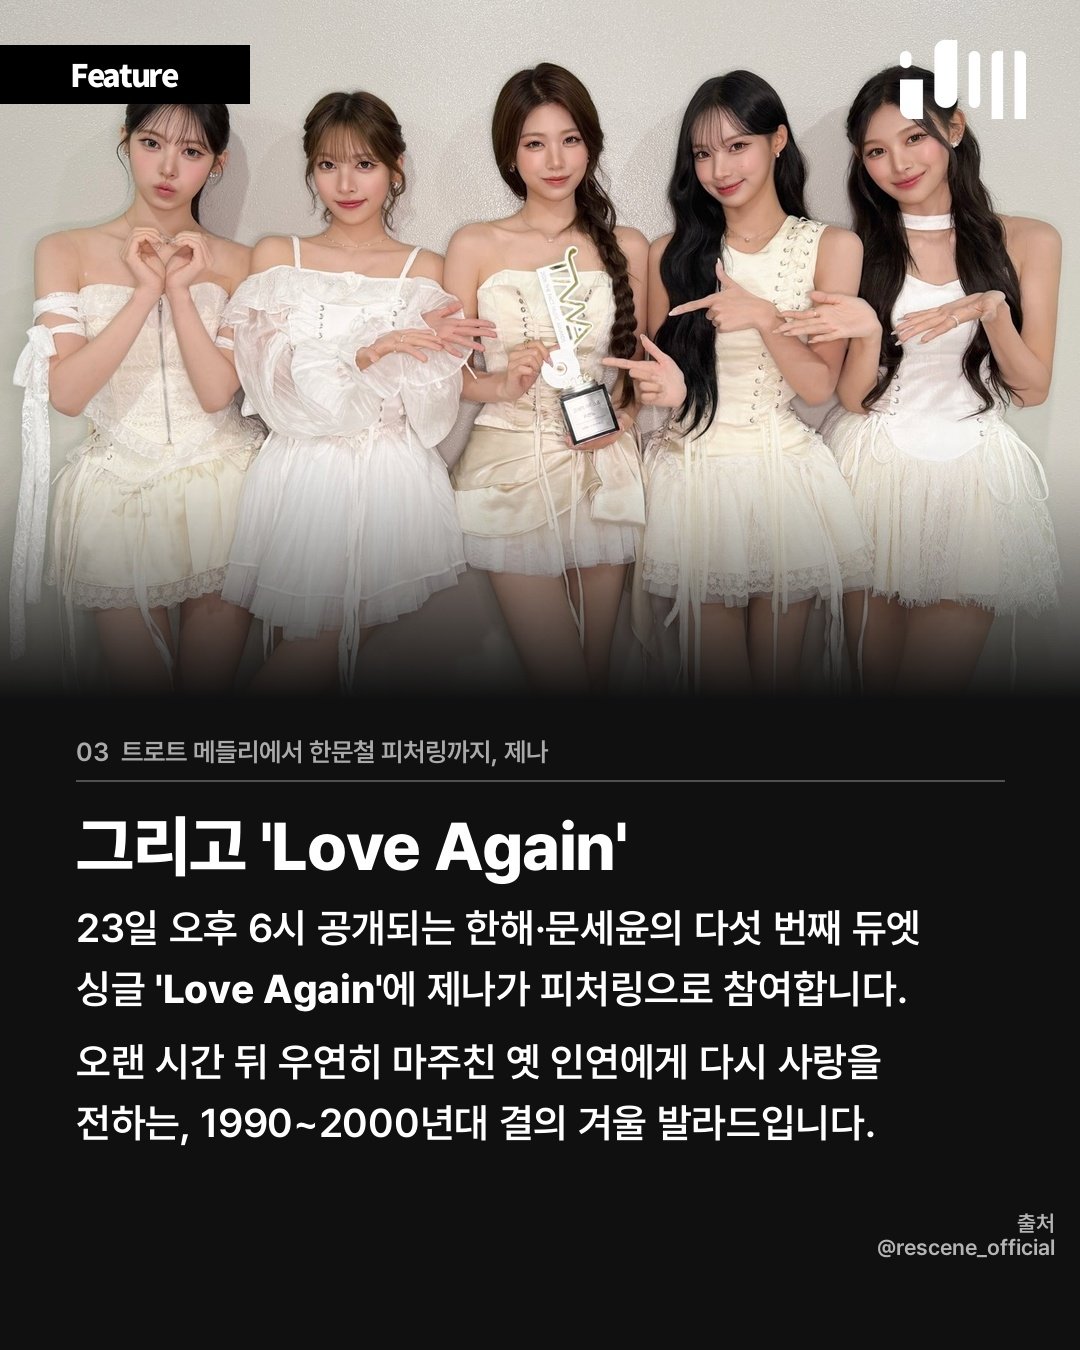 Feature
03 트로트 메들리에서 한문철 피처링까지, 제나
그리고 'Love Again'
23일 오후 6시 공개되는 한해·문세윤의 다섯 번째 듀엣
싱글 'Love Again'에 제나가 피처링으로 참여합니다.
오랜 시간 뒤 우연히 마주친 옛 인연에게 다시 사랑을
전하는, 1990~2000년대 결의 겨울 발라드입니다.
출처
@rescene_official